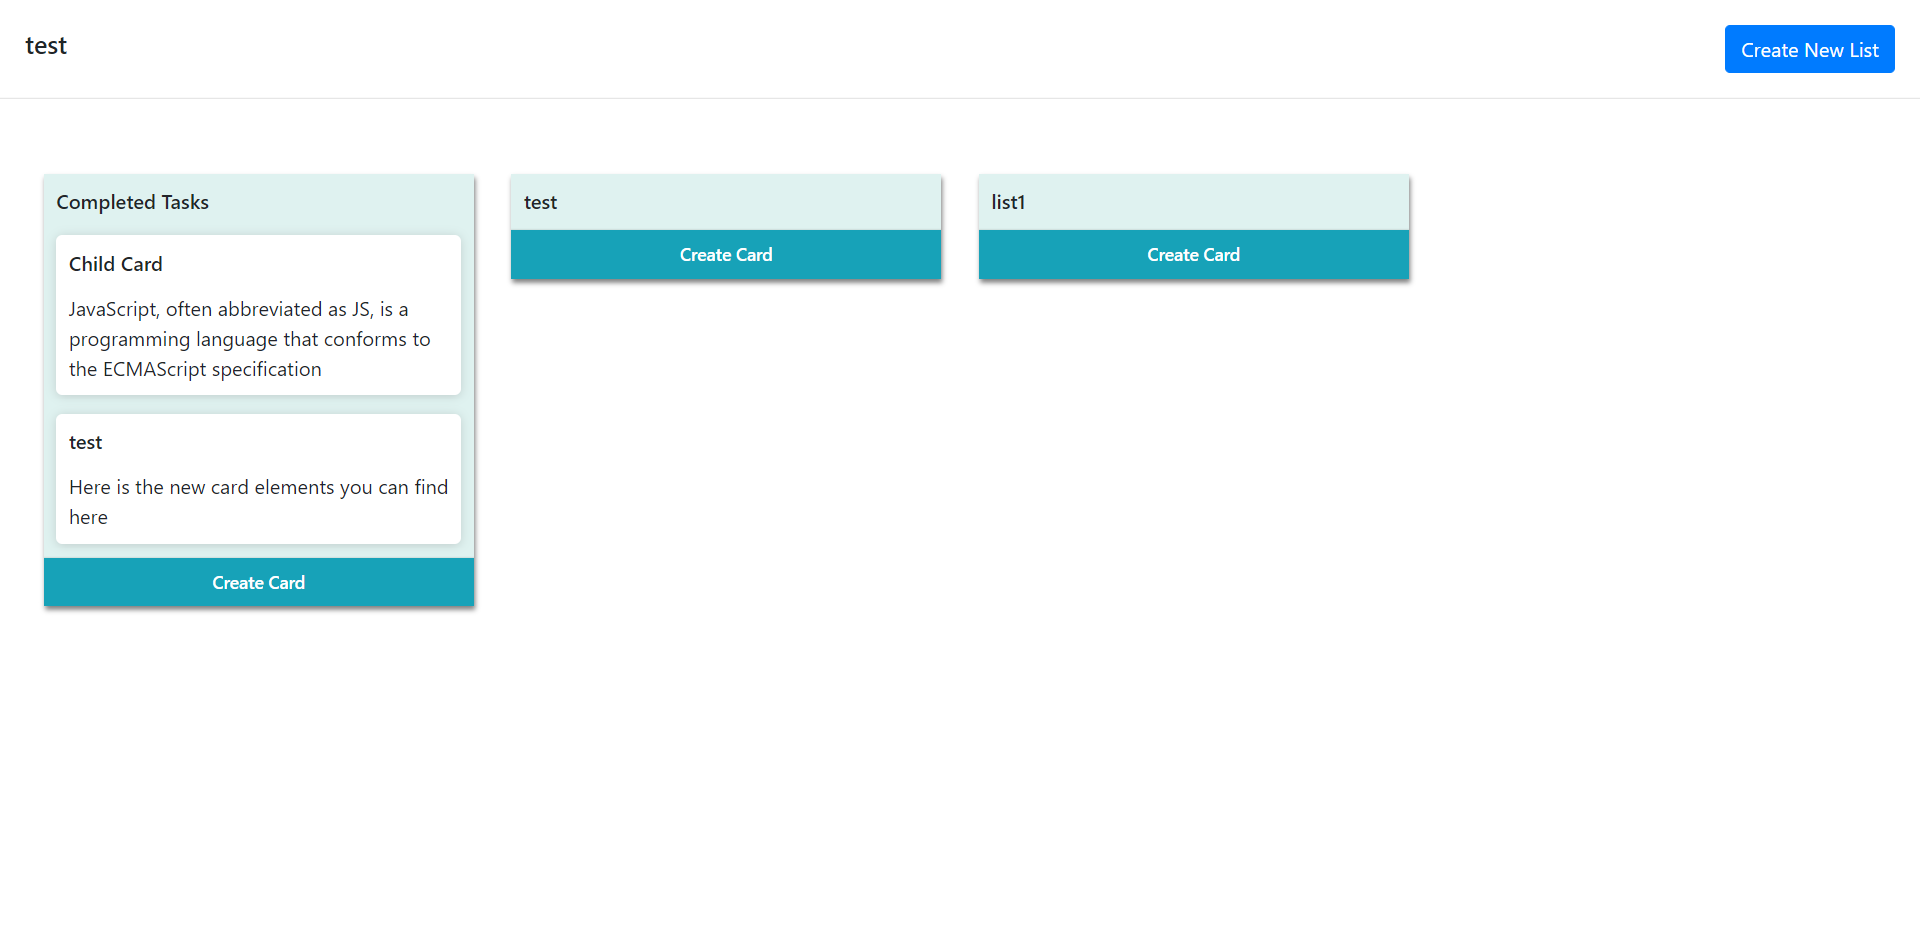 test
Create New List
Completed Tasks
Child Card
JavaScript, often abbreviated as JS, is a
programming language that conforms to
the ECMAScript specification
test
Here is the new card elements you can find
here
Create Card
test
Create Card
list1
Create Card